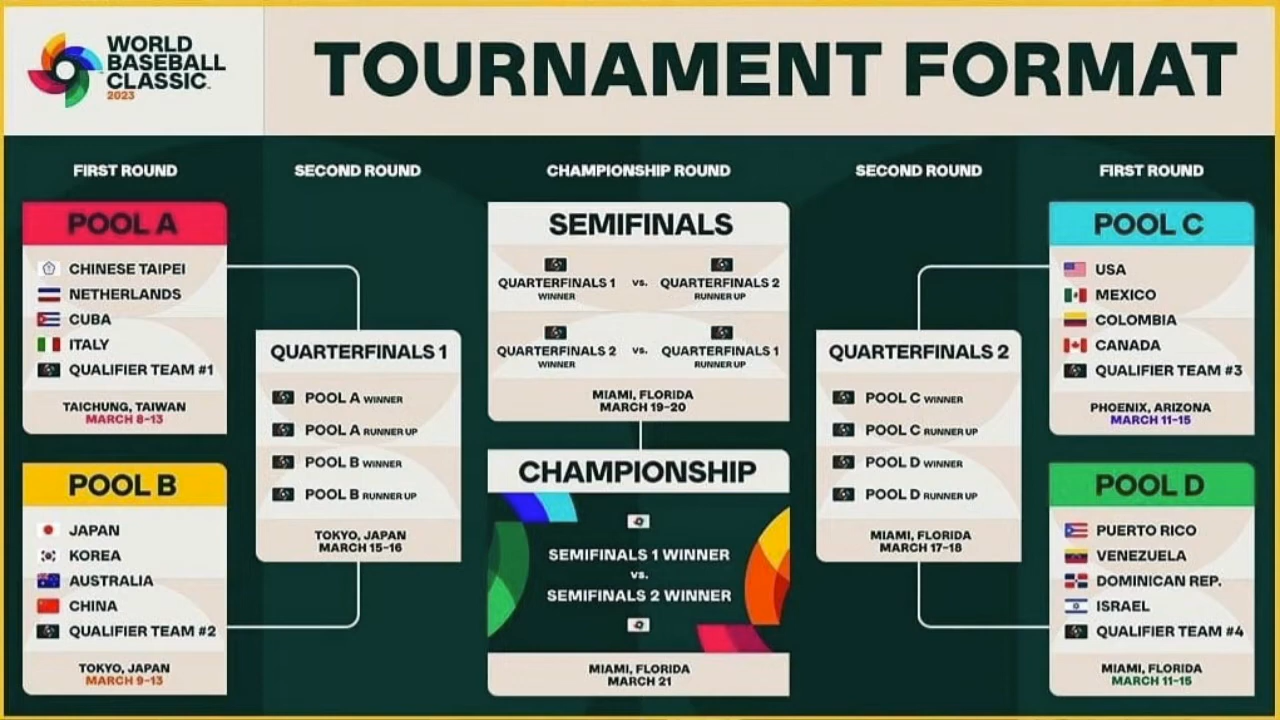 WORLD
BASEBALL
CLASSIC™
2023
TOURNAMENT FORMAT
FIRST ROUND
POOL A
CHINESE TAIPEI
NETHERLANDS
CUBA
ITALY
QUALIFIER TEAM #1
TAICHUNG, TAIWAN
MARCH 8-13
POOL B
JAPAN
KOREA
AUSTRALIA
CHINA
QUALIFIER TEAM #2
TOKYO, JAPAN
MARCH 9-13
SECOND ROUND
QUARTERFINALS 1
POOL A WINNER
POOL A RUNNER UP
POOL B WINNER
POOL B RUNNER UP
TOKYO, JAPAN
MARCH 15-16
CHAMPIONSHIP ROUND
SEMIFINALS
QUARTERFINALS 1 vs. QUARTERFINALS 2
WINNER RUNNER UP
QUARTERFINALS 2 vs. QUARTERFINALS 1
WINNER RUNNER UP
MIAMI, FLORIDA
MARCH 19-20
CHAMPIONSHIP
SEMIFINALS 1 WINNER
vs.
SEMIFINALS 2 WINNER
MIAMI, FLORIDA
MARCH 21
SECOND ROUND
QUARTERFINALS 2
POOL C WINNER
POOL C RUNNER UP
POOL D WINNER
POOL D RUNNER UP
MIAMI, FLORIDA
MARCH 17-18
FIRST ROUND
POOL C
USA
MEXICO
COLOMBIA
CANADA
QUALIFIER TEAM #3
PHOENIX, ARIZONA
MARCH 11-15
POOL D
PUERTO RICO
VENEZUELA
DOMINICAN REP.
ISRAEL
QUALIFIER TEAM #4
MIAMI, FLORIDA
MARCH 11-15